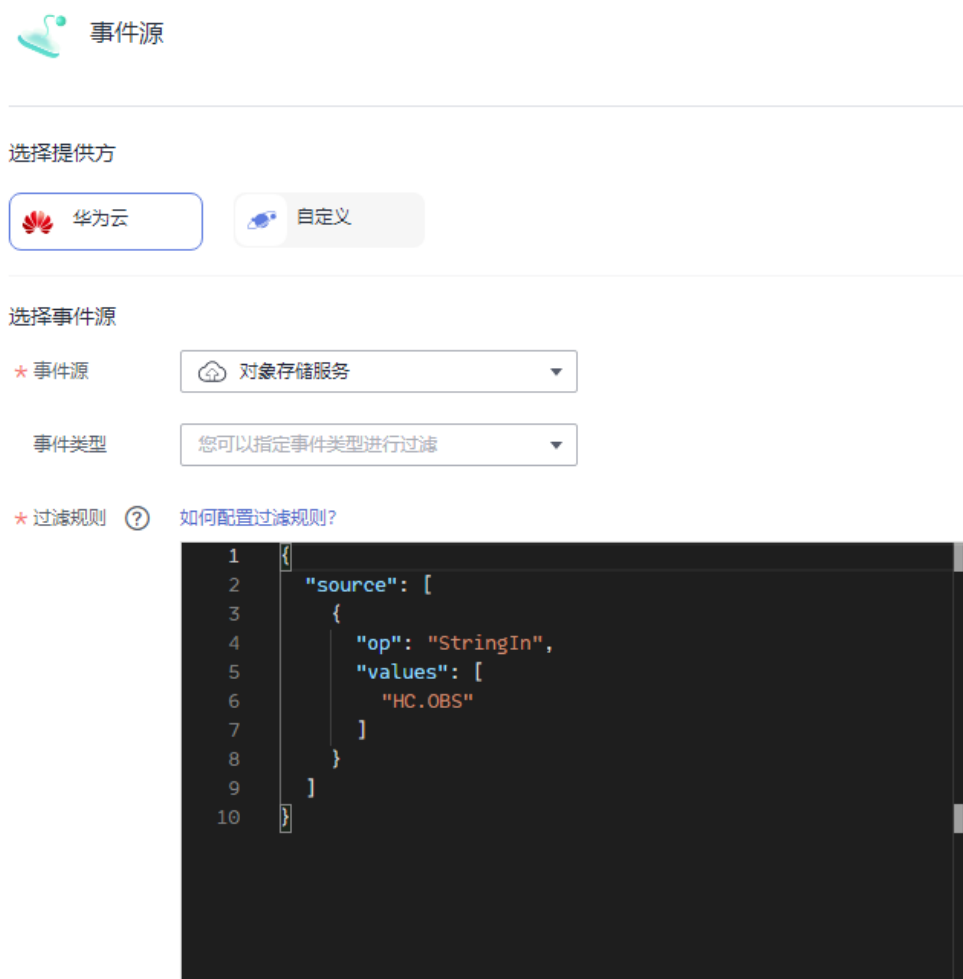 事件源
选择提供方
华为云 自定义
选择事件源
* 事件源 对象存储服务
事件类型 您可以指定事件类型进行过滤
* 过滤规则 ? 如何配置过滤规则?
1 {
2 "source": [
3 {
4 "op": "StringIn",
5 "values": [
6 "HC.OBS"
7 ]
8 }
9 ]
10 }